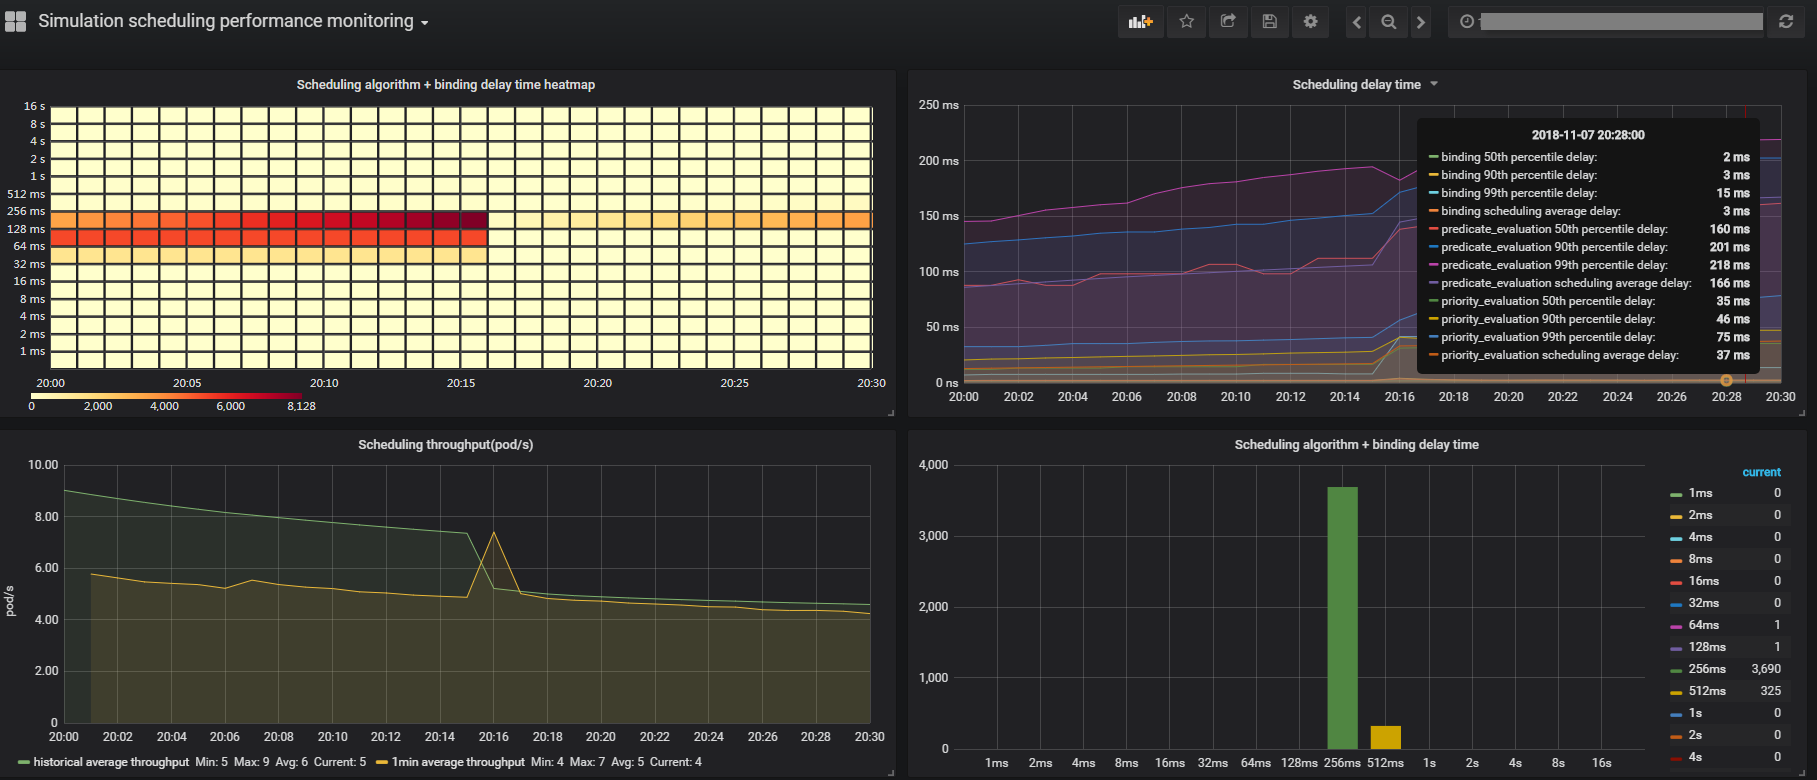 Simulation scheduling performance monitoring
Scheduling algorithm + binding delay time heatmap
16 s
8 s
4 s
2 s
1 s
512 ms
256 ms
128 ms
64 ms
32 ms
16 ms
8 ms
4 ms
2 ms
1 ms
20:00 20:05 20:10 20:15 20:20 20:25 20:30
0 2,000 4,000 6,000 8,128
Scheduling delay time
250 ms
200 ms
150 ms
100 ms
50 ms
0 ns
2018-11-07 20:28:00
binding 50th percentile delay: 2 ms
binding 90th percentile delay: 3 ms
binding 99th percentile delay: 15 ms
binding scheduling average delay: 3 ms
predicate_evaluation 50th percentile delay: 160 ms
predicate_evaluation 90th percentile delay: 201 ms
predicate_evaluation 99th percentile delay: 218 ms
predicate_evaluation scheduling average delay: 166 ms
priority_evaluation 50th percentile delay: 35 ms
priority_evaluation 90th percentile delay: 46 ms
priority_evaluation 99th percentile delay: 75 ms
priority_evaluation scheduling average delay: 37 ms
20:00 20:02 20:04 20:06 20:08 20:10 20:12 20:14 20:16 20:18 20:20 20:22 20:24 20:26 20:28 20:30
Scheduling throughput(pod/s)
10.00
8.00
6.00
4.00
2.00
0
pod/s
20:00 20:02 20:04 20:06 20:08 20:10 20:12 20:14 20:16 20:18 20:20 20:22 20:24 20:26 20:28 20:30
historical average throughput Min: 5 Max: 9 Avg: 6 Current: 5 1min average throughput Min: 4 Max: 7 Avg: 5 Current: 4
Scheduling algorithm + binding delay time
4,000
3,000
2,000
1,000
0
1ms 2ms 4ms 8ms 16ms 32ms 64ms 128ms 256ms 512ms 1s 2s 4s 8s 16s
current
1ms 0
2ms 0
4ms 0
8ms 0
16ms 0
32ms 0
64ms 1
128ms 1
256ms 3,690
512ms 325
1s 0
2s 0
4s 0